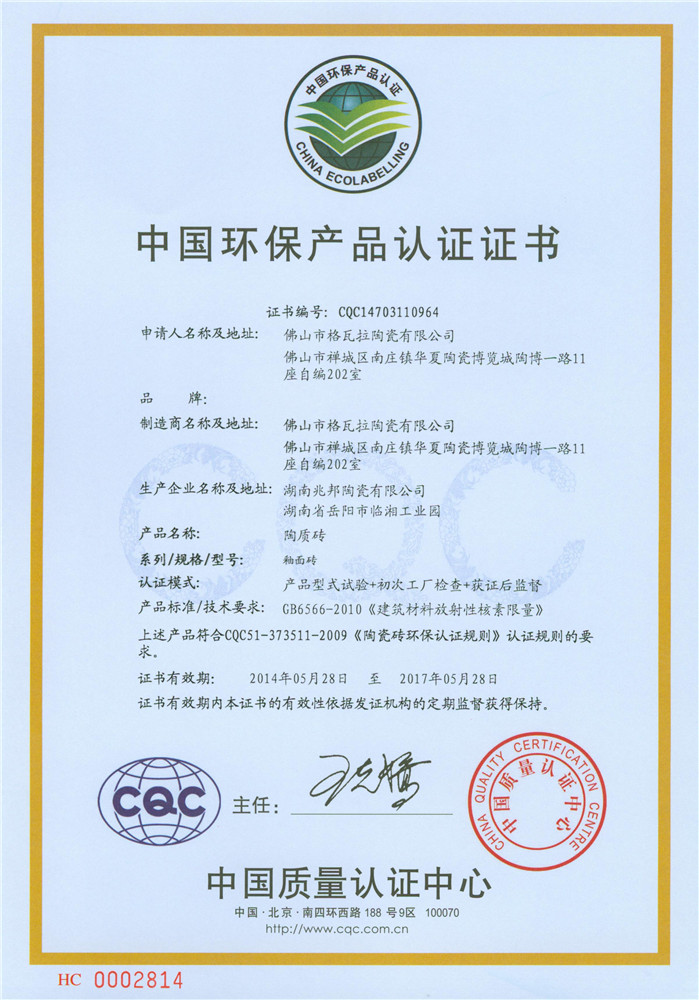 中国环保产品认证
CHINA ECOLABELLING
中国环保产品认证证书
证书编号: CQC14703110964
申请人名称及地址: 佛山市格瓦拉陶瓷有限公司
佛山市禅城区南庄镇华夏陶瓷博览城陶博一路11
座自编202室
品 牌:
制造商名称及地址: 佛山市格瓦拉陶瓷有限公司
佛山市禅城区南庄镇华夏陶瓷博览城陶博一路11
座自编202室
生产企业名称及地址: 湖南兆邦陶瓷有限公司
湖南省岳阳市临湘工业园
产品名称: 陶质砖
系列/规格/型号: 釉面砖
认证模式: 产品型式试验+初次工厂检查+获证后监督
产品标准/技术要求: GB6566-2010《建筑材料放射性核素限量》
上述产品符合CQC51-373511-2009《陶瓷砖环保认证规则》认证规则的要
求。
证书有效期: 2014年05月28日 至 2017年05月28日
证书有效期内本证书的有效性依据发证机构的定期监督获得保持。
CQC
CQC
主任:
CHINA QUALITY CERTIFICATION CENTRE
中国质量认证中心
中国质量认证中心
中国·北京·南四环西路 188 号9区 100070
http://www.cqc.com.cn
HC 0002814